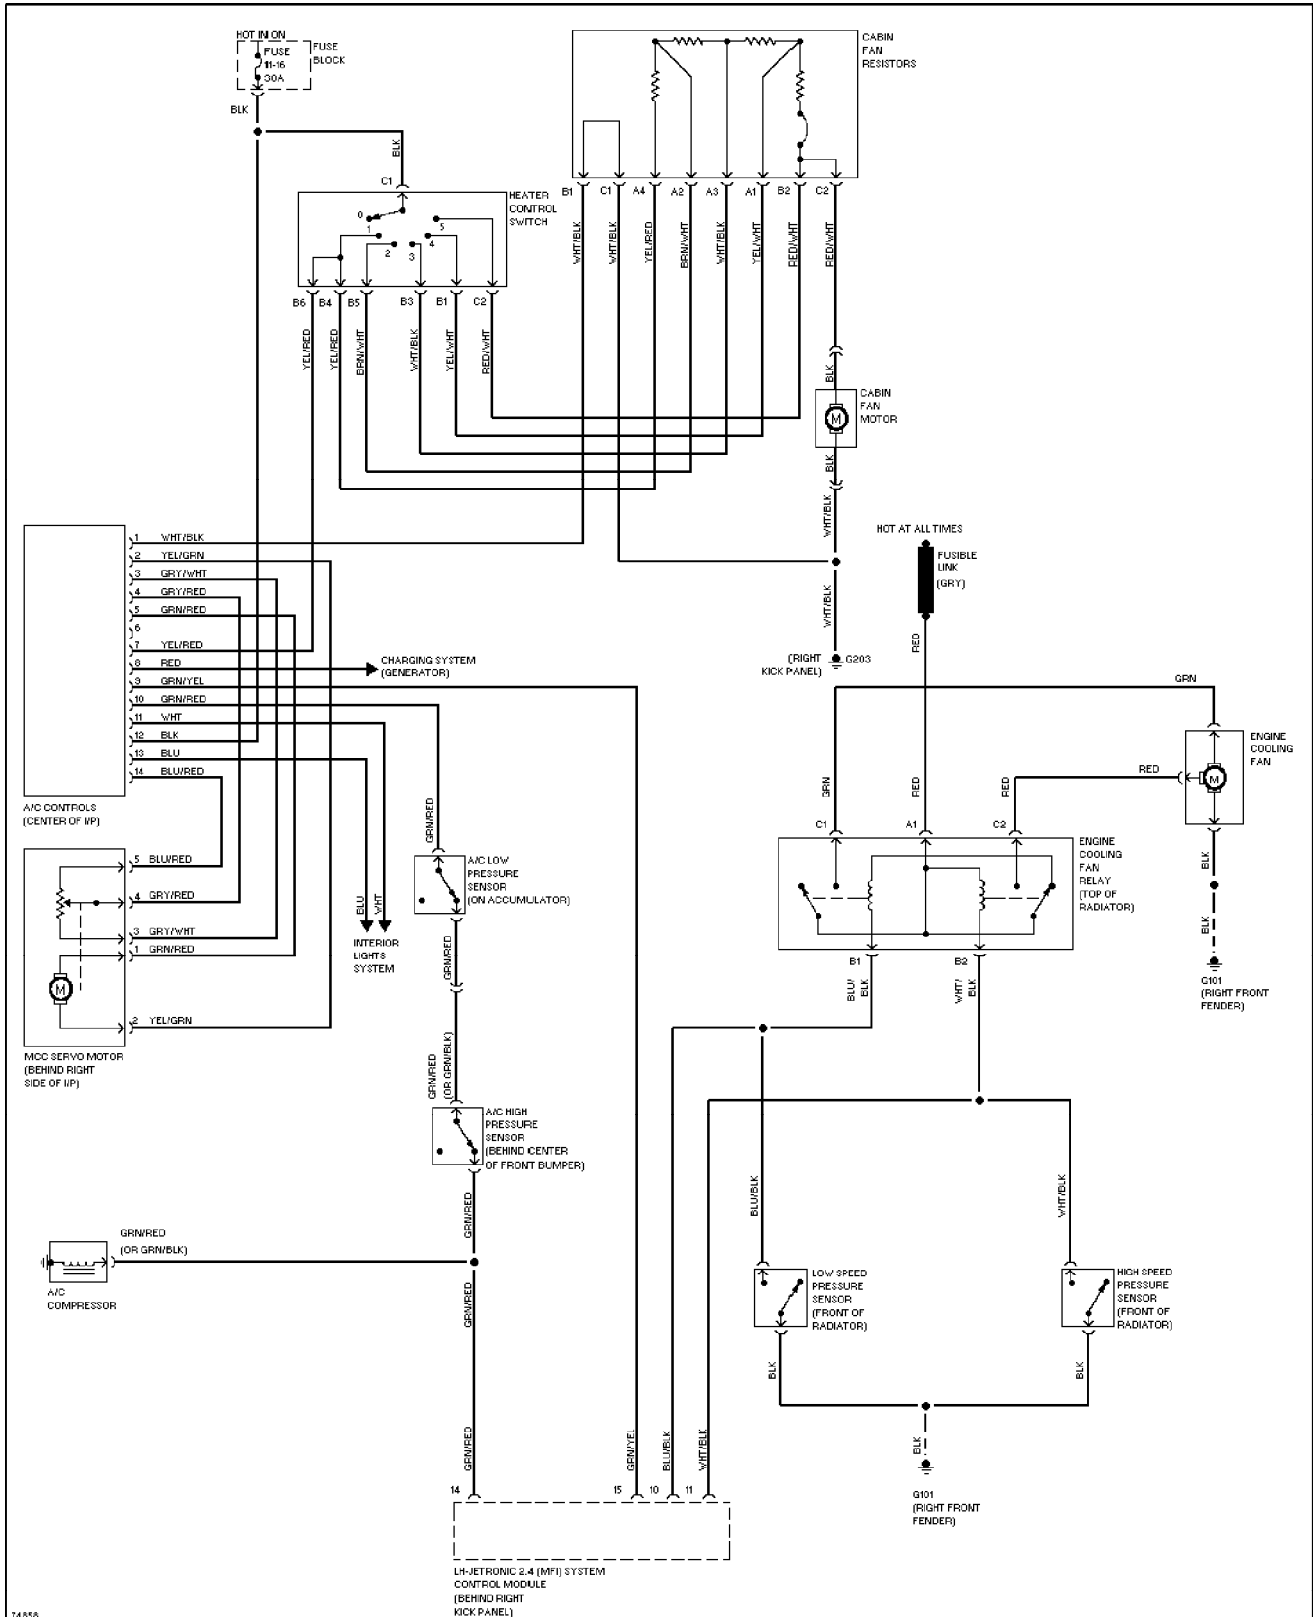 HOT IN ON
FUSE
11-16
30A
FUSE
BLOCK
BLK
BLK
C1
HEATER
CONTROL
SWITCH
0
1
2
3
4
5
B6
B4
B5
B3
B1
C2
YEL/RED
YEL/RED
BRN/WHT
WHT/BLK
YEL/WHT
RED/WHT
CABIN
FAN
RESISTORS
B1
C1
A4
A2
A3
A1
B2
C2
WHT/BLK
WHT/BLK
YEL/RED
BRN/WHT
WHT/BLK
YEL/WHT
RED/WHT
RED/WHT
BLK
CABIN
FAN
MOTOR
M
BLK
WHT/BLK
WHT/BLK
(RIGHT
KICK PANEL)
G203
HOT AT ALL TIMES
FUSIBLE
LINK
(GRY)
RED
1 WHT/BLK
2 YEL/GRN
3 GRY/WHT
4 GRY/RED
5 GRN/RED
6
7 YEL/RED
8 RED
9 GRN/YEL
10 GRN/RED
11 WHT
12 BLK
13 BLU
14 BLU/RED
A/C CONTROLS
(CENTER OF I/P)
CHARGING SYSTEM
(GENERATOR)
5 BLU/RED
4 GRY/RED
3 GRY/WHT
1 GRN/RED
2 YEL/GRN
M
MCC SERVO MOTOR
(BEHIND RIGHT
SIDE OF I/P)
BLU
WHT
INTERIOR
LIGHTS
SYSTEM
GRN/RED
A/C LOW
PRESSURE
SENSOR
(ON ACCUMULATOR)
GRN/RED
GRN/RED
(OR GRN/BLK)
A/C HIGH
PRESSURE
SENSOR
(BEHIND CENTER
OF FRONT BUMPER)
GRN/RED
GRN/RED
(OR GRN/BLK)
A/C
COMPRESSOR
GRN/RED
GRN/RED
GRN
ENGINE
COOLING
FAN
M
RED
GRN
RED
RED
C1
A1
C2
ENGINE
COOLING
FAN
RELAY
(TOP OF
RADIATOR)
B1
B2
BLU/
BLK
WHT/
BLK
BLK
BLK
G101
(RIGHT FRONT
FENDER)
BLU/BLK
WHT/BLK
LOW SPEED
PRESSURE
SENSOR
(FRONT OF
RADIATOR)
HIGH SPEED
PRESSURE
SENSOR
(FRONT OF
RADIATOR)
BLK
BLK
BLK
G101
(RIGHT FRONT
FENDER)
GRN/YEL
BLU/BLK
WHT/BLK
14
15
10
11
LH-JETRONIC 2.4 (MFI) SYSTEM
CONTROL MODULE
(BEHIND RIGHT
KICK PANEL)
74858